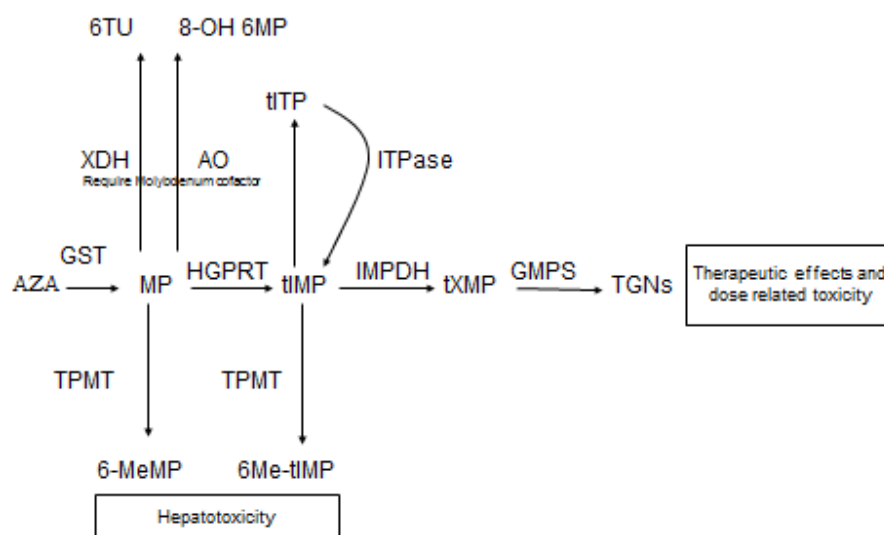 6TU 8-OH 6MP
tITP
XDH AO ITPase
Require Molybdenum cofactor
GST
AZA MP HGPRT tIMP IMPDH tXMP GMPS TGNs
Therapeutic effects and
dose related toxicity
TPMT TPMT
6-MeMP 6Me-tIMP
Hepatotoxicity